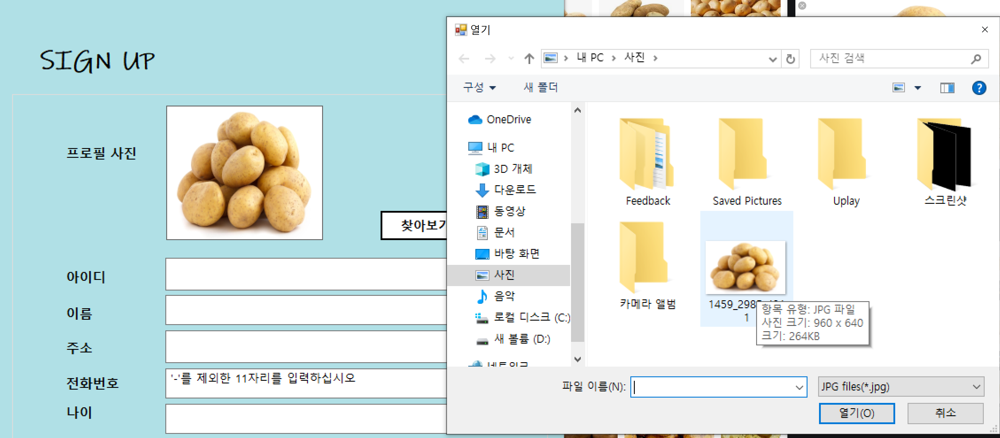 SIGN UP
프로필 사진
찾아보기
아이디
이름
주소
전화번호
'-'를 제외한 11자리를 입력하십시오
나이
열기
내 PC
사진
사진 검색
구성
새 폴더
OneDrive
내 PC
3D 개체
다운로드
동영상
문서
바탕 화면
사진
음악
로컬 디스크 (C:)
새 볼륨 (D:)
Feedback
Saved Pictures
Uplay
스크린샷
카메라 앨범
1
항목 유형: JPG 파일
사진 크기: 960 x 640
크기: 264KB
파일 이름(N):
JPG files(*.jpg)
열기(O)
취소